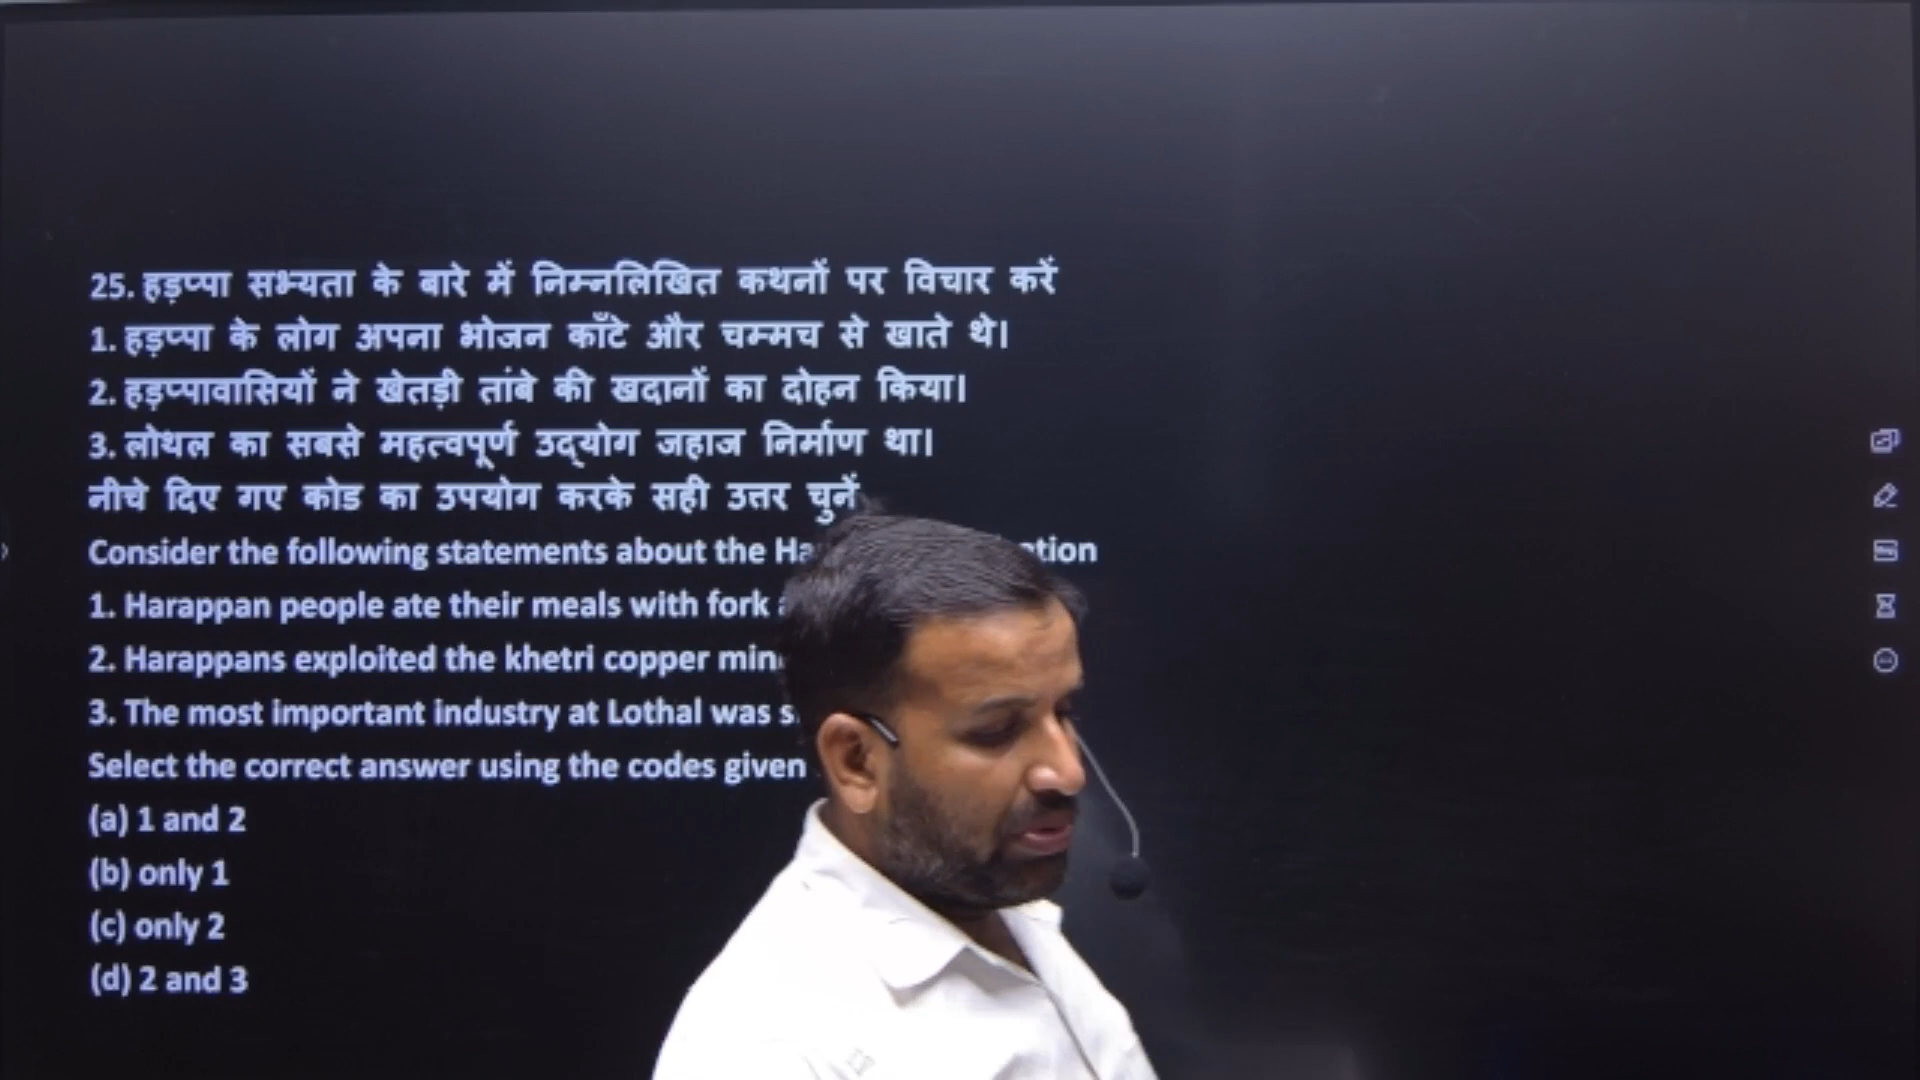 25. हड़प्पा सभ्यता के बारे में निम्नलिखित कथनों पर विचार करें
1. हड़प्पा के लोग अपना भोजन काँटे और चम्मच से खाते थे।
2. हड़प्पावासियों ने खेतड़ी तांबे की खदानों का दोहन किया।
3. लोथल का सबसे महत्वपूर्ण उद्योग जहाज निर्माण था।
नीचे दिए गए कोड का उपयोग करके सही उत्तर चुनें
Consider the following statements about the
1. Harappan people ate their meals with fork
2. Harappans exploited the khetri copper
3. The most important industry at Lothal was
Select the correct answer using the codes given
(a) 1 and 2
(b) only 1
(c) only 2
(d) 2 and 3